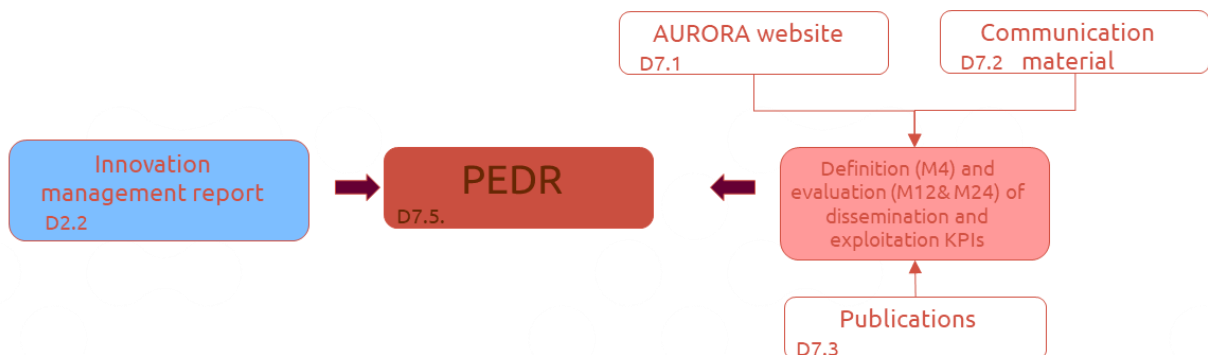 AURORA website
D7.1
Communication
D7.2 material
Innovation
management report
D2.2
PEDR
D7.5.
Definition (M4) and
evaluation (M12& M24) of
dissemination and
exploitation KPIs
Publications
D7.3